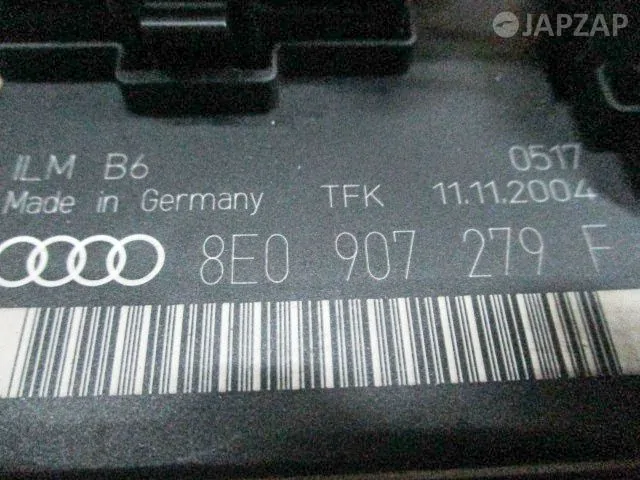 JAPZAP
ILM B6 0517
Made in Germany TFK 11.11.2004
8E0 907 279 F